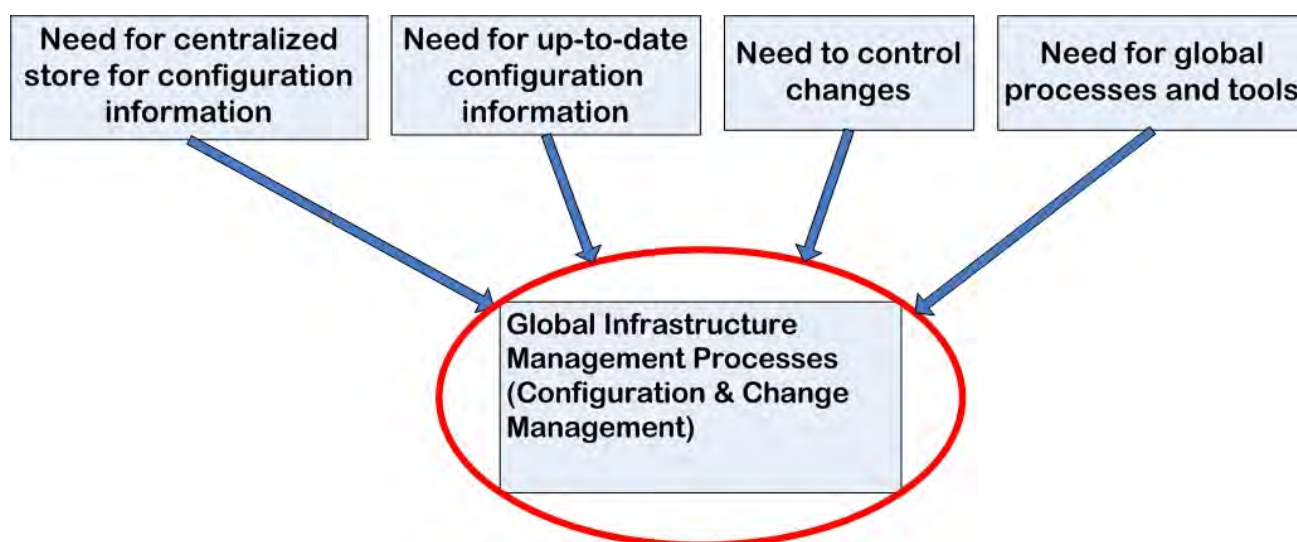 Need for centralized
store for configuration
information
Need for up-to-date
configuration
information
Need to control
changes
Need for global
processes and tools
Global Infrastructure
Management Processes
(Configuration & Change
Management)